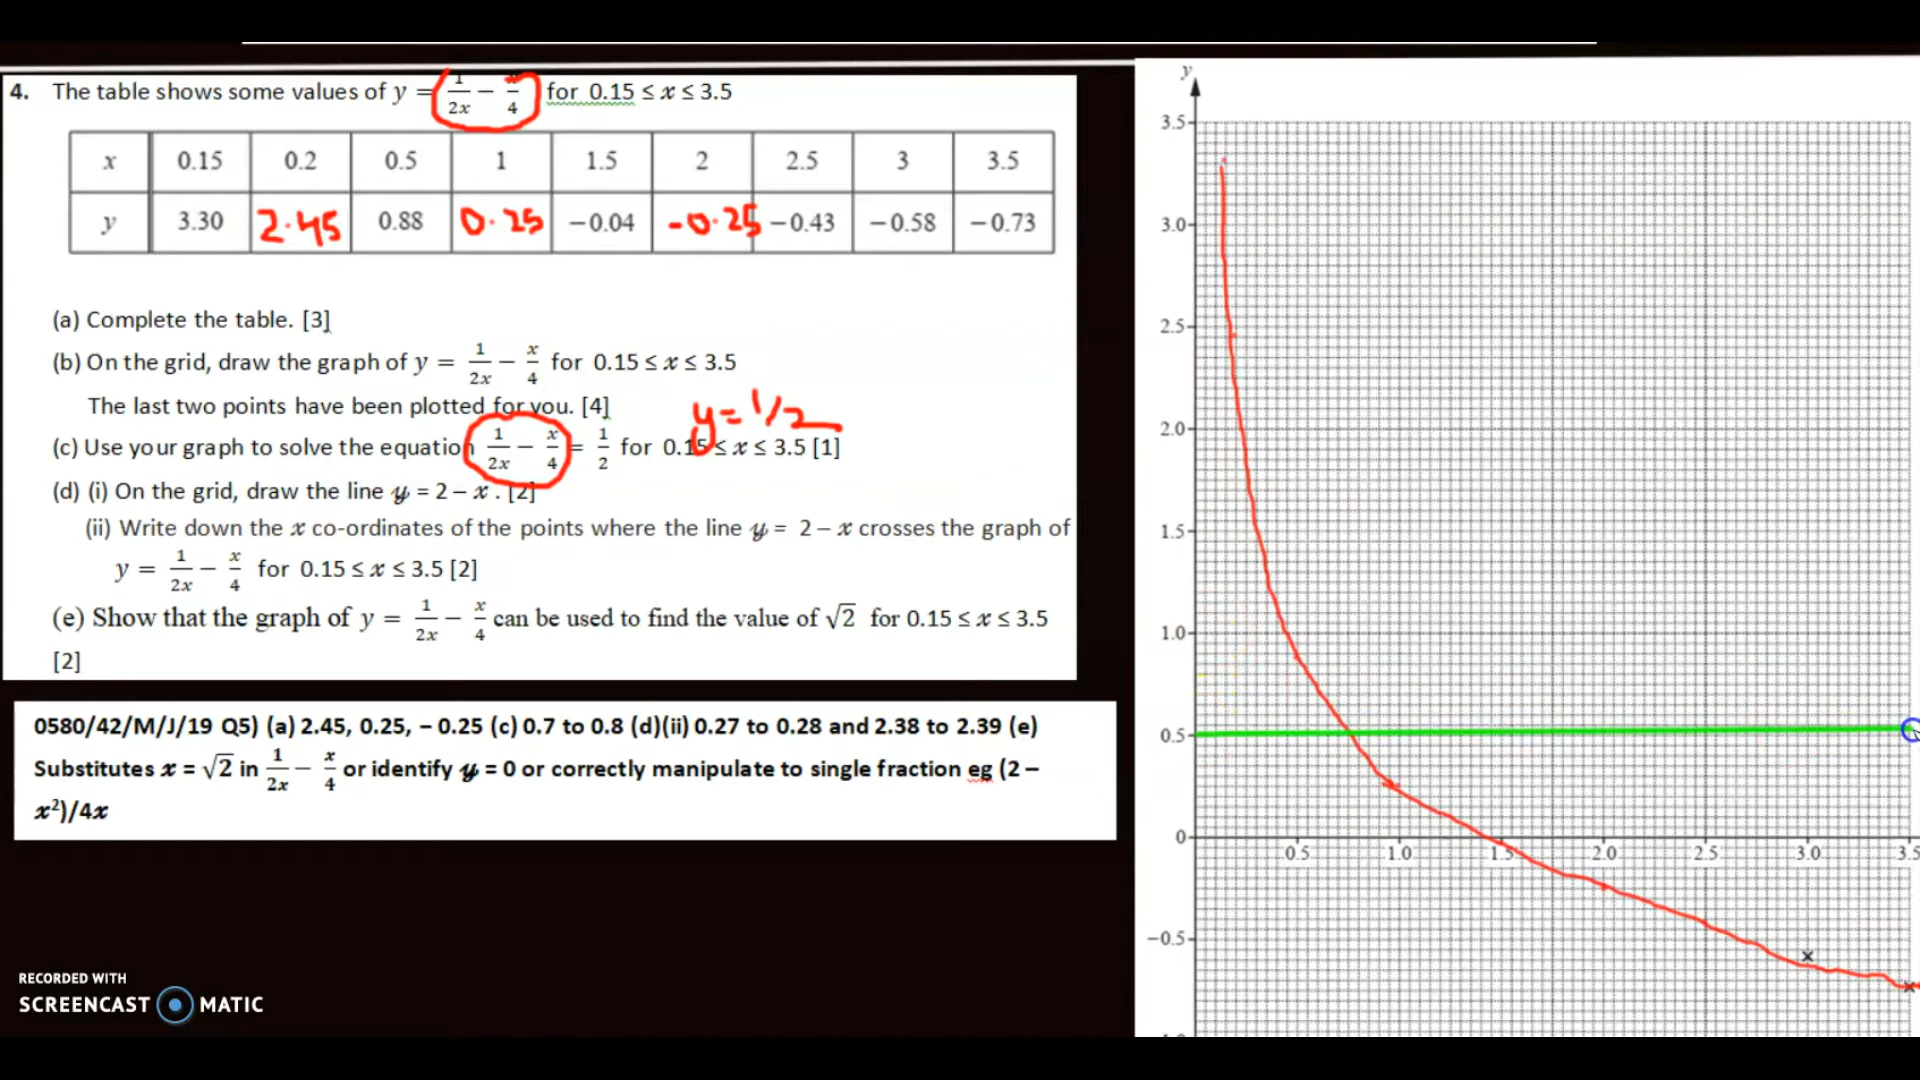 4. The table shows some values of y = 1/2x − x/4 for 0.15 ≤ x ≤ 3.5
x 0.15 0.2 0.5 1 1.5 2 2.5 3 3.5
y 3.30 2.45 0.88 0.25 −0.04 -0.25 −0.43 −0.58 −0.73
(a) Complete the table. [3]
(b) On the grid, draw the graph of y = 1/2x − x/4 for 0.15 ≤ x ≤ 3.5
The last two points have been plotted for you. [4]
y = 1/2
(c) Use your graph to solve the equation 1/2x − x/4 = 1/2 for 0.15 ≤ x ≤ 3.5 [1]
(d) (i) On the grid, draw the line y = 2 – x . [2]
(ii) Write down the x co-ordinates of the points where the line y = 2 – x crosses the graph of
y = 1/2x − x/4 for 0.15 ≤ x ≤ 3.5 [2]
(e) Show that the graph of y = 1/2x − x/4 can be used to find the value of √2 for 0.15 ≤ x ≤ 3.5
[2]
0580/42/M/J/19 Q5) (a) 2.45, 0.25, – 0.25 (c) 0.7 to 0.8 (d)(ii) 0.27 to 0.28 and 2.38 to 2.39 (e)
Substitutes x = √2 in 1/2x − x/4 or identify y = 0 or correctly manipulate to single fraction eg (2 –
x²)/4x
RECORDED WITH
SCREENCAST MATIC
y
3.5
3.0
2.5
2.0
1.5
1.0
0.5
0
0.5 1.0 1.5 2.0 2.5 3.0 3.5
−0.5